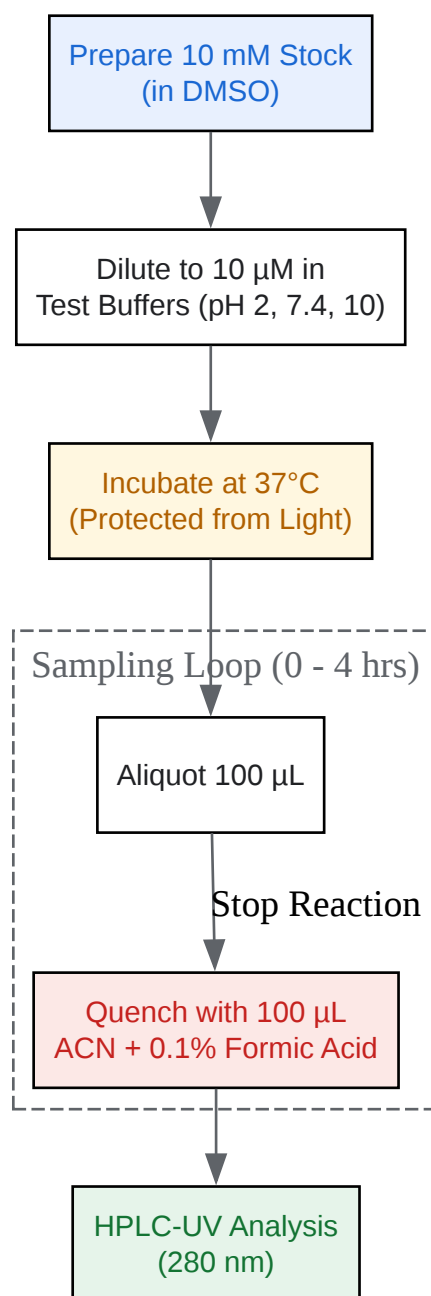 Prepare 10 mM Stock
(in DMSO)
Dilute to 10 µM in
Test Buffers (pH 2, 7.4, 10)
Incubate at 37°C
(Protected from Light)
Sampling Loop (0 - 4 hrs)
Aliquot 100 µL
Stop Reaction
Quench with 100 µL
ACN + 0.1% Formic Acid
HPLC-UV Analysis
(280 nm)